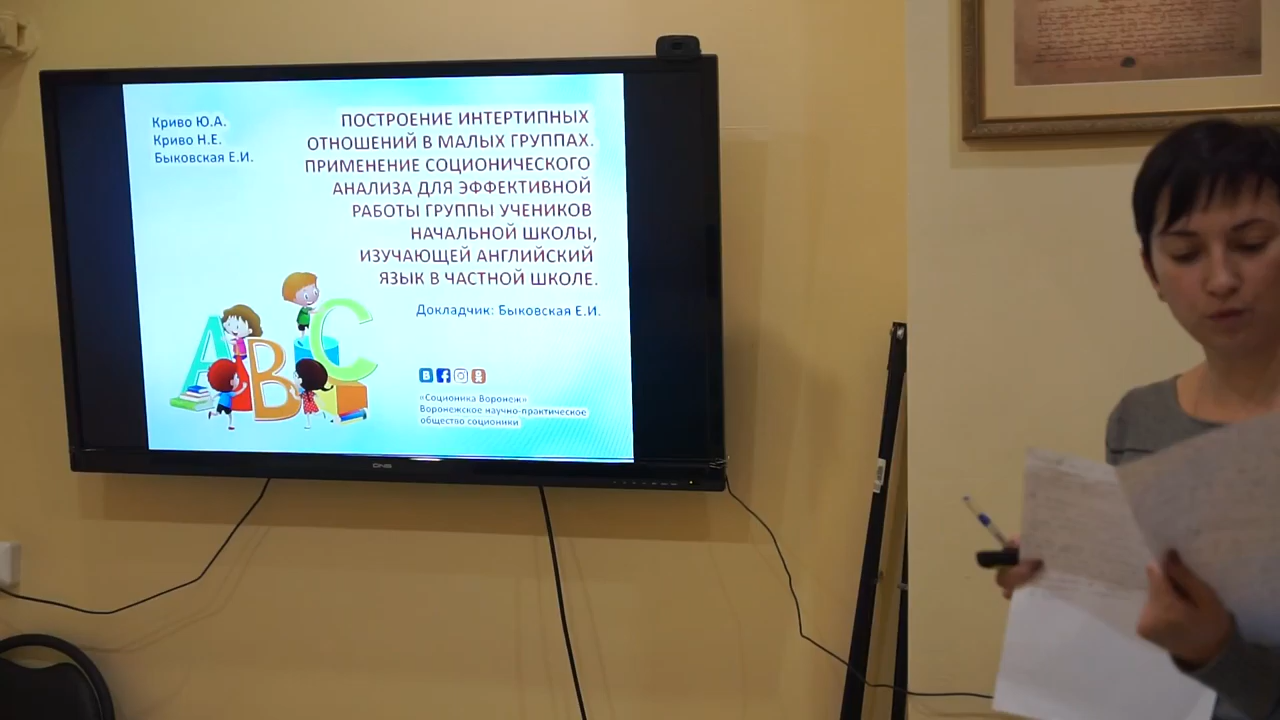 Криво Ю.А.
Криво Н.Е.
Быковская Е.И.
ПОСТРОЕНИЕ ИНТЕРТИПНЫХ
ОТНОШЕНИЙ В МАЛЫХ ГРУППАХ.
ПРИМЕНЕНИЕ СОЦИОНИЧЕСКОГО
АНАЛИЗА ДЛЯ ЭФФЕКТИВНОЙ
РАБОТЫ ГРУППЫ УЧЕНИКОВ
НАЧАЛЬНОЙ ШКОЛЫ,
ИЗУЧАЮЩЕЙ АНГЛИЙСКИЙ
ЯЗЫК В ЧАСТНОЙ ШКОЛЕ.
Докладчик: Быковская Е.И.
ABC
«Соционика Воронеж»
Воронежское научно-практическое
общество соционики
DNS